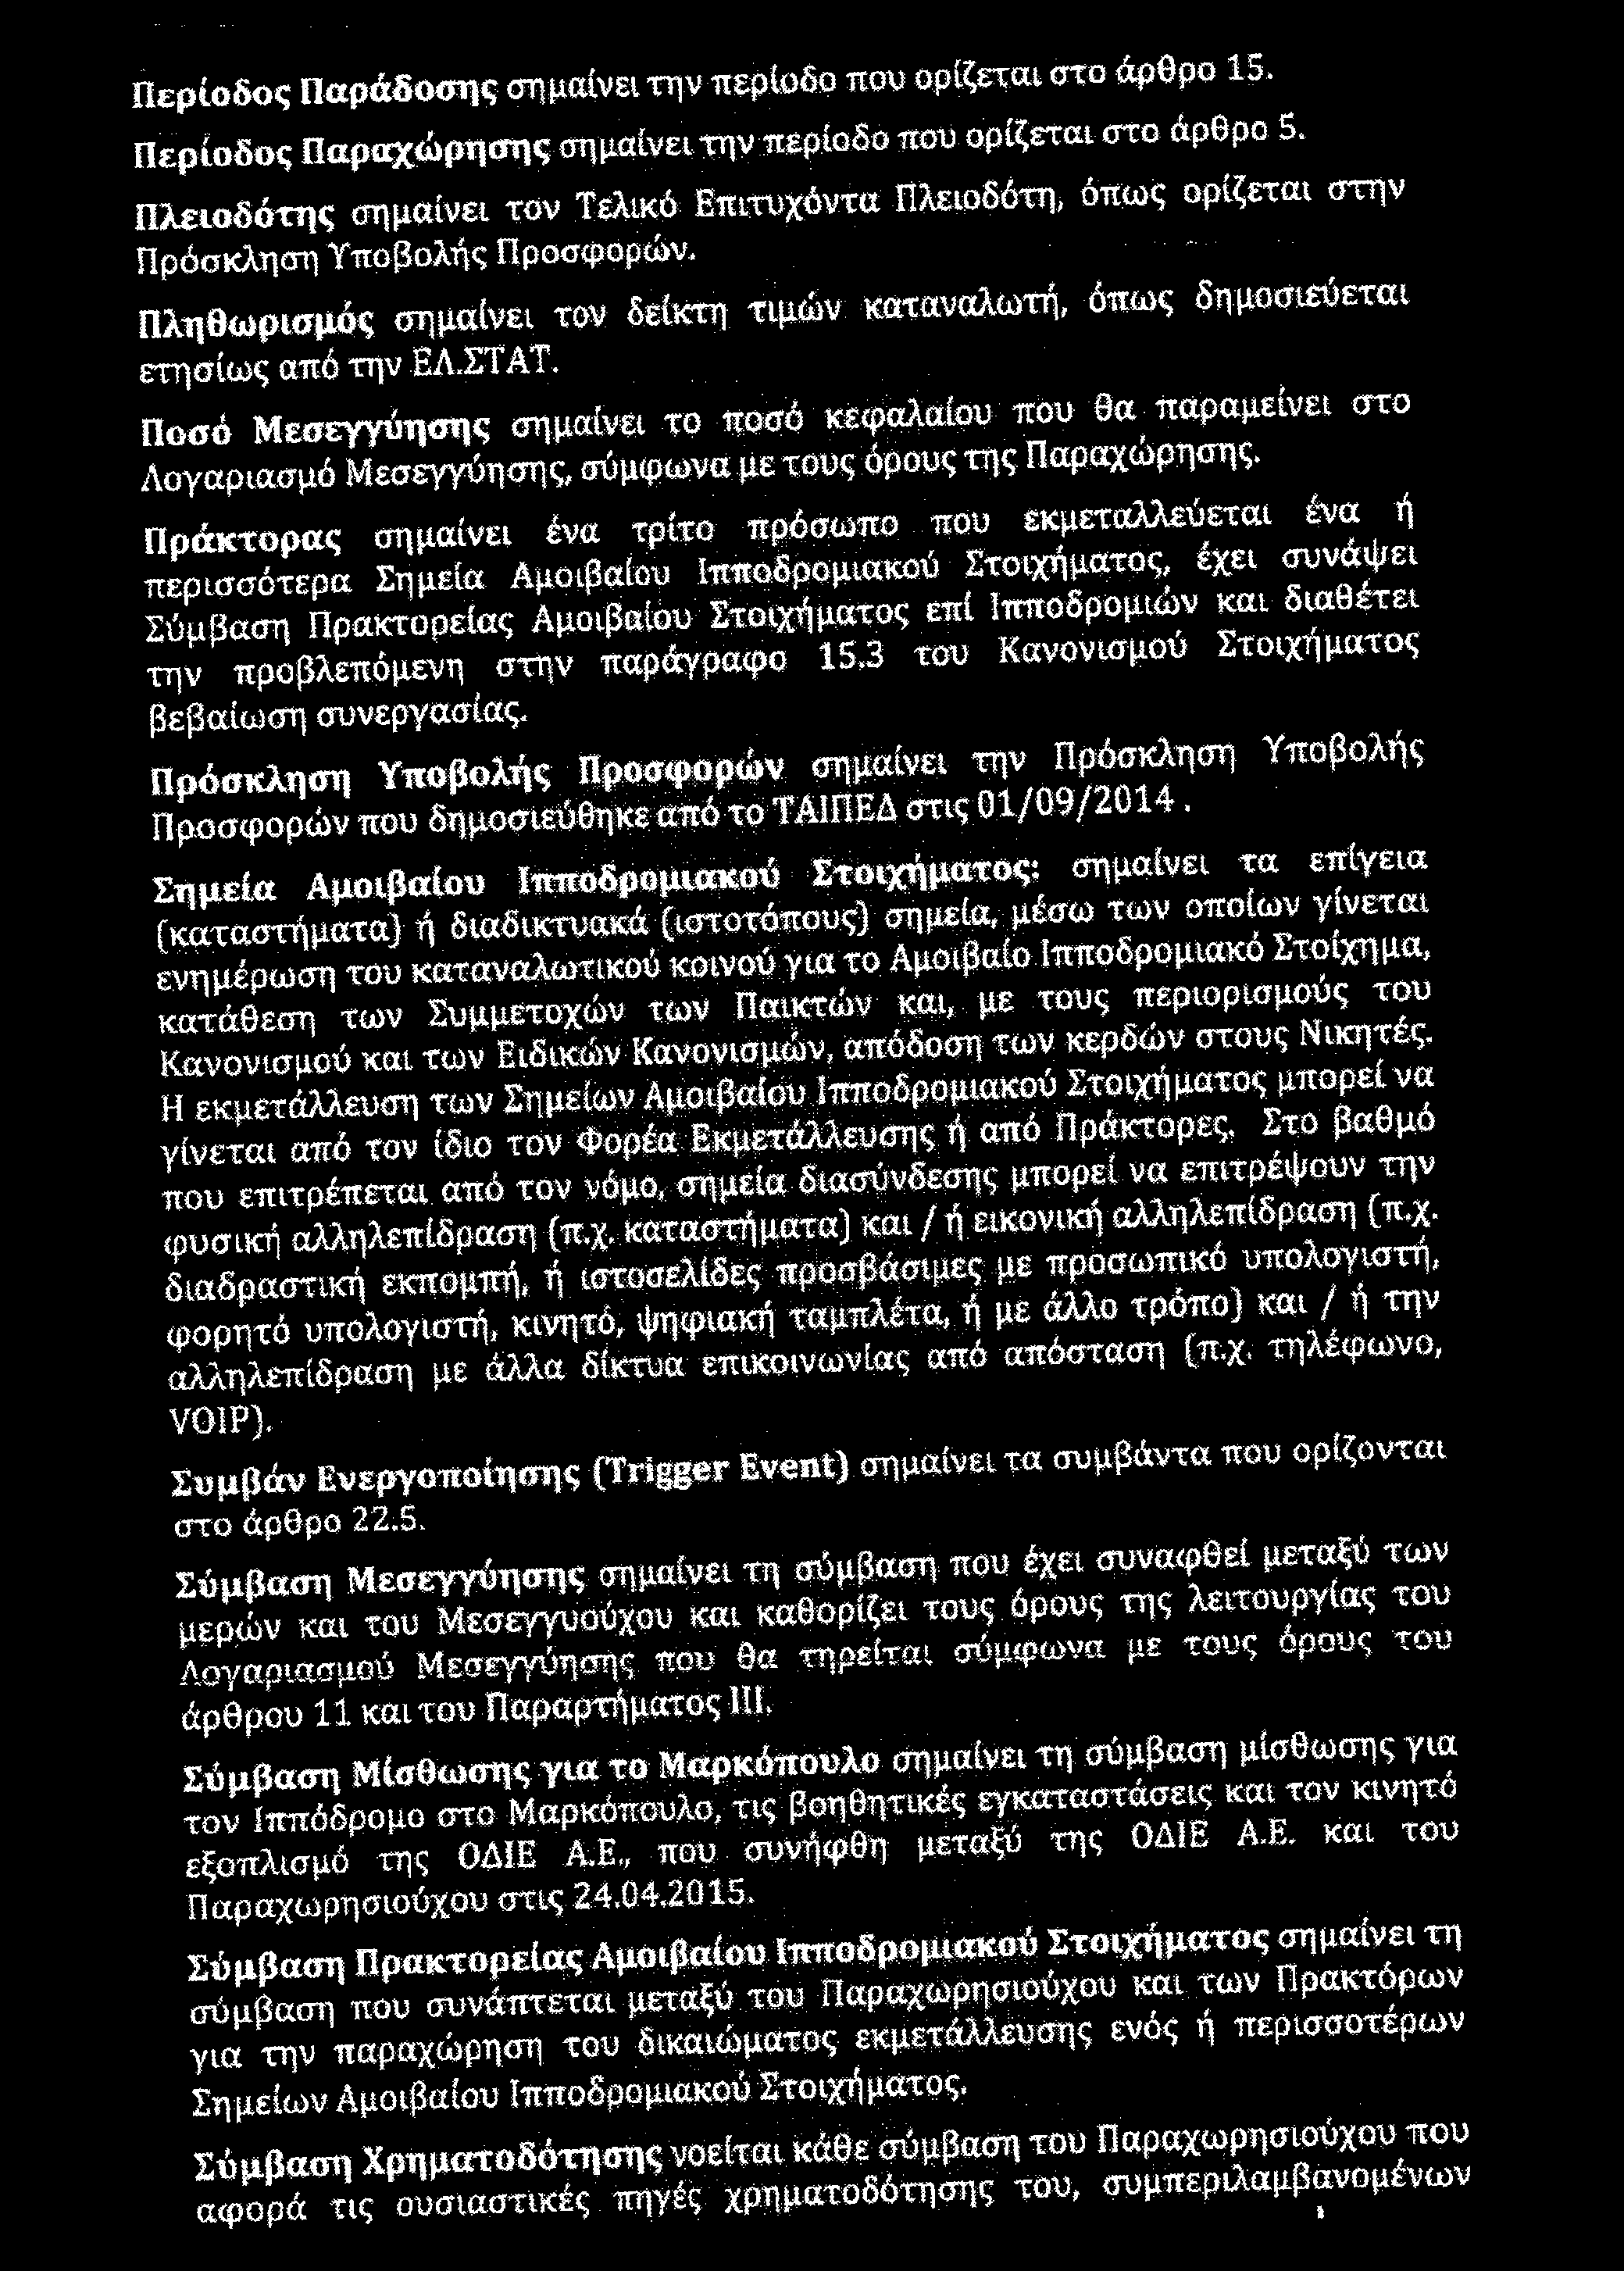 Περίοδος Παράδοσης σημαίνει την περίοδο που ορίζεται στο άρθρο 15.
Περίοδος Παραχώρησης σημαίνει την περίοδο που ορίζεται στο άρθρο 5.
Πλειοδότης σημαίνει τον Τελικό Επιτυχόντα Πλειοδότη, όπως ορίζεται στην
Πρόσκληση Υποβολής Προσφορών.
Πληθωρισμός σημαίνει τον δείκτη τιμών καταναλωτή, όπως δημοσιεύεται
ετησίως από την ΕΛ.ΣΤΑΤ.
Ποσό Μεσεγγύησης σημαίνει το ποσό κεφαλαίου που θα παραμείνει στο
Λογαριασμό Μεσεγγύησης, σύμφωνα με τους όρους της Παραχώρησης.
Πράκτορας σημαίνει ένα τρίτο πρόσωπο που εκμεταλλεύεται ένα ή
περισσότερα Σημεία Αμοιβαίου Ιπποδρομιακού Στοιχήματος, έχει συνάψει
Σύμβαση Πρακτορείας Αμοιβαίου Στοιχήματος επί Ιπποδρομιών και διαθέτει
την προβλεπόμενη στην παράγραφο 15.3 του Κανονισμού Στοιχήματος
βεβαίωση συνεργασίας.
Πρόσκληση Υποβολής Προσφορών σημαίνει την Πρόσκληση Υποβολής
Προσφορών που δημοσιεύθηκε από το ΤΑΙΠΕΔ στις 01/09/2014 .
Σημεία Αμοιβαίου Ιπποδρομιακού Στοιχήματος: σημαίνει τα επίγεια
(καταστήματα) ή διαδικτυακά (ιστοτόπους) σημεία, μέσω των οποίων γίνεται
ενημέρωση του καταναλωτικού κοινού για το Αμοιβαίο Ιπποδρομιακό Στοίχημα,
κατάθεση των Συμμετοχών των Παικτών και, με τους περιορισμούς του
Κανονισμού και των Ειδικών Κανονισμών, απόδοση των κερδών στους Νικητές.
Η εκμετάλλευση των Σημείων Αμοιβαίου Ιπποδρομιακού Στοιχήματος μπορεί να
γίνεται από τον ίδιο τον Φορέα Εκμετάλλευσης ή από Πράκτορες. Στο βαθμό
που επιτρέπεται από τον νόμο, σημεία διασύνδεσης μπορεί να επιτρέψουν την
φυσική αλληλεπίδραση (π.χ. καταστήματα) και / ή εικονική αλληλεπίδραση (π.χ.
διαδραστική εκπομπή, ή ιστοσελίδες προσβάσιμες με προσωπικό υπολογιστή,
φορητό υπολογιστή, κινητό, ψηφιακή ταμπλέτα, ή με άλλο τρόπο) και / ή την
αλληλεπίδραση με άλλα δίκτυα επικοινωνίας από απόσταση (π.χ. τηλέφωνο,
VOIP).
Συμβάν Ενεργοποίησης (Trigger Event) σημαίνει τα συμβάντα που ορίζονται
στο άρθρο 22.5.
Σύμβαση Μεσεγγύησης σημαίνει τη σύμβαση που έχει συναφθεί μεταξύ των
μερών και του Μεσεγγυούχου και καθορίζει τους όρους της λειτουργίας του
Λογαριασμού Μεσεγγύησης που θα τηρείται σύμφωνα με τους όρους του
άρθρου 11 και του Παραρτήματος ΙΙΙ.
Σύμβαση Μίσθωσης για το Μαρκόπουλο σημαίνει τη σύμβαση μίσθωσης για
τον Ιππόδρομο στο Μαρκόπουλο, τις βοηθητικές εγκαταστάσεις και τον κινητό
εξοπλισμό της ΟΔΙΕ Α.Ε., που συνήφθη μεταξύ της ΟΔΙΕ Α.Ε. και του
Παραχωρησιούχου στις 24.04.2015.
Σύμβαση Πρακτορείας Αμοιβαίου Ιπποδρομιακού Στοιχήματος σημαίνει τη
σύμβαση που συνάπτεται μεταξύ του Παραχωρησιούχου και των Πρακτόρων
για την παραχώρηση του δικαιώματος εκμετάλλευσης ενός ή περισσοτέρων
Σημείων Αμοιβαίου Ιπποδρομιακού Στοιχήματος.
Σύμβαση Χρηματοδότησης νοείται κάθε σύμβαση του Παραχωρησιούχου που
αφορά τις ουσιαστικές πηγές χρηματοδότησης του, συμπεριλαμβανομένων